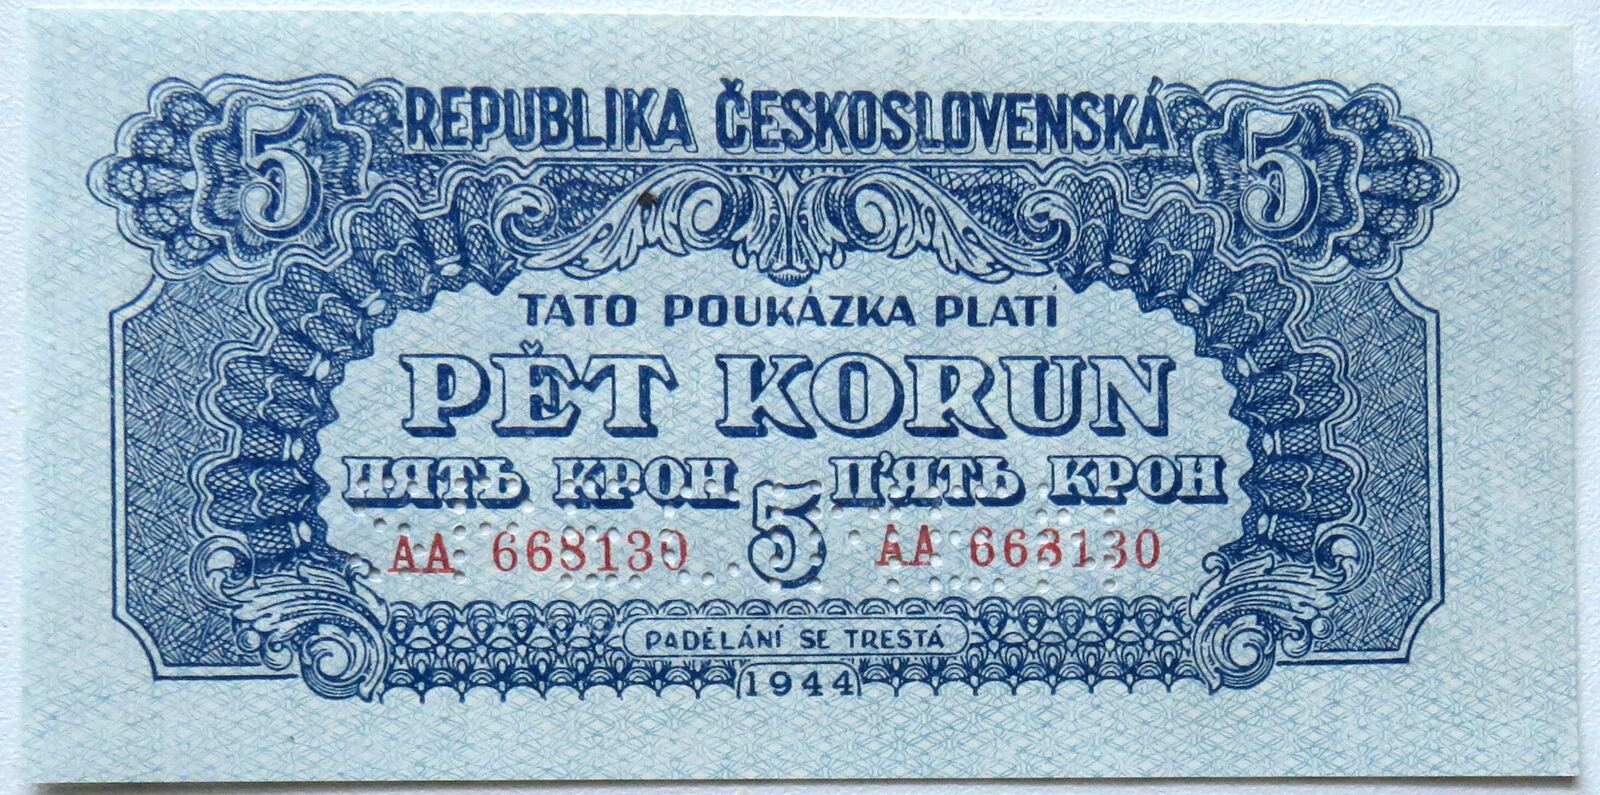 5 REPUBLIKA ČESKOSLOVENSKÁ 5
TATO POUKÁZKA PLATÍ
PĚT KORUN
ПЯТЬ КРОН П'ЯТЬ КРОН
AA 668130 5 AA 668130
PADĚLÁNÍ SE TRESTÁ
1944